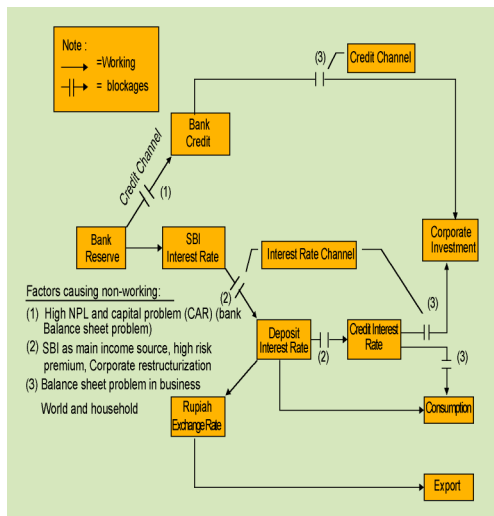 Note :
=Working
= blockages
(3)
Credit Channel
Bank
Credit
Credit Channel
(1)
Bank
Reserve
SBI
Interest Rate
Interest Rate Channel
Corporate
Investment
(2)
(3)
Factors causing non-working:
(1) High NPL and capital problem (CAR) (bank
Balance sheet problem)
(2) SBI as main income source, high risk
premium, Corporate restructurization
(3) Balance sheet problem in business
World and household
Deposit
Interest Rate
(2)
Credit Interest
Rate
(3)
Rupiah
Exchange Rate
Consumption
Export